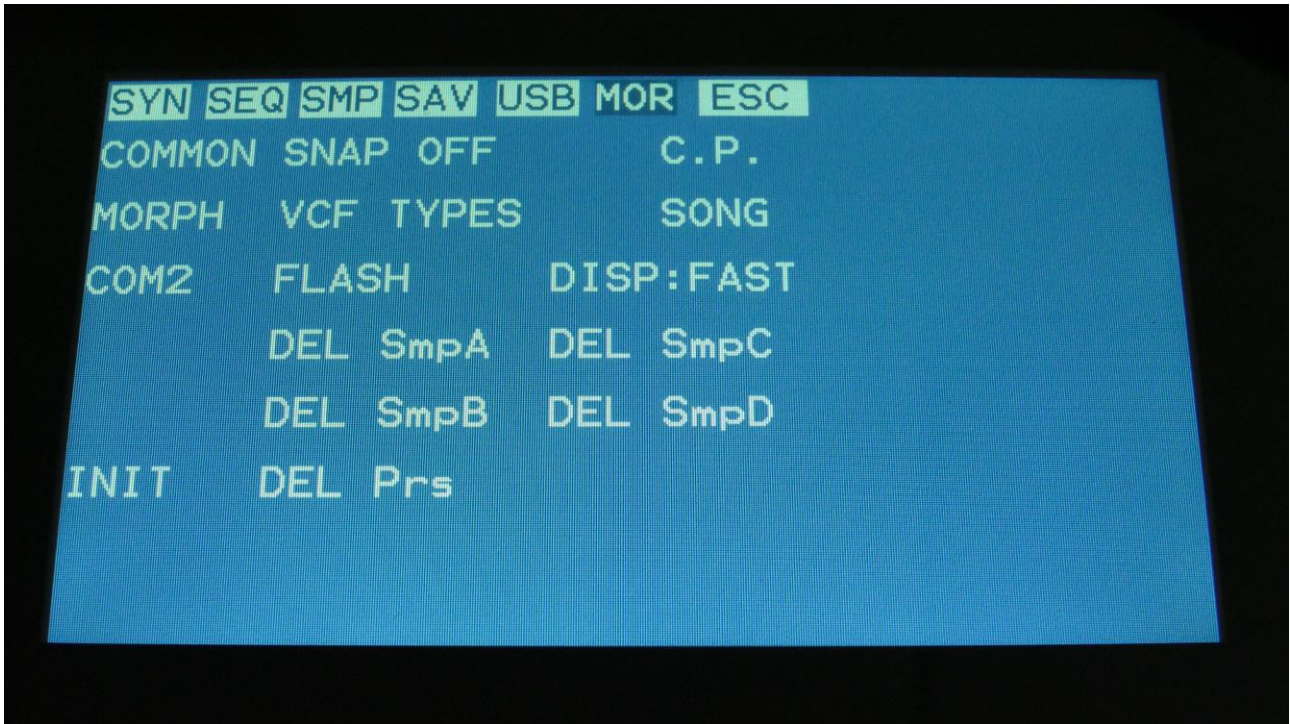 SYN SEQ SMP SAV USB MOR ESC
COMMON SNAP OFF C.P.
MORPH VCF TYPES SONG
COM2 FLASH DISP:FAST
DEL SmpA DEL SmpC
DEL SmpB DEL SmpD
INIT DEL Prs